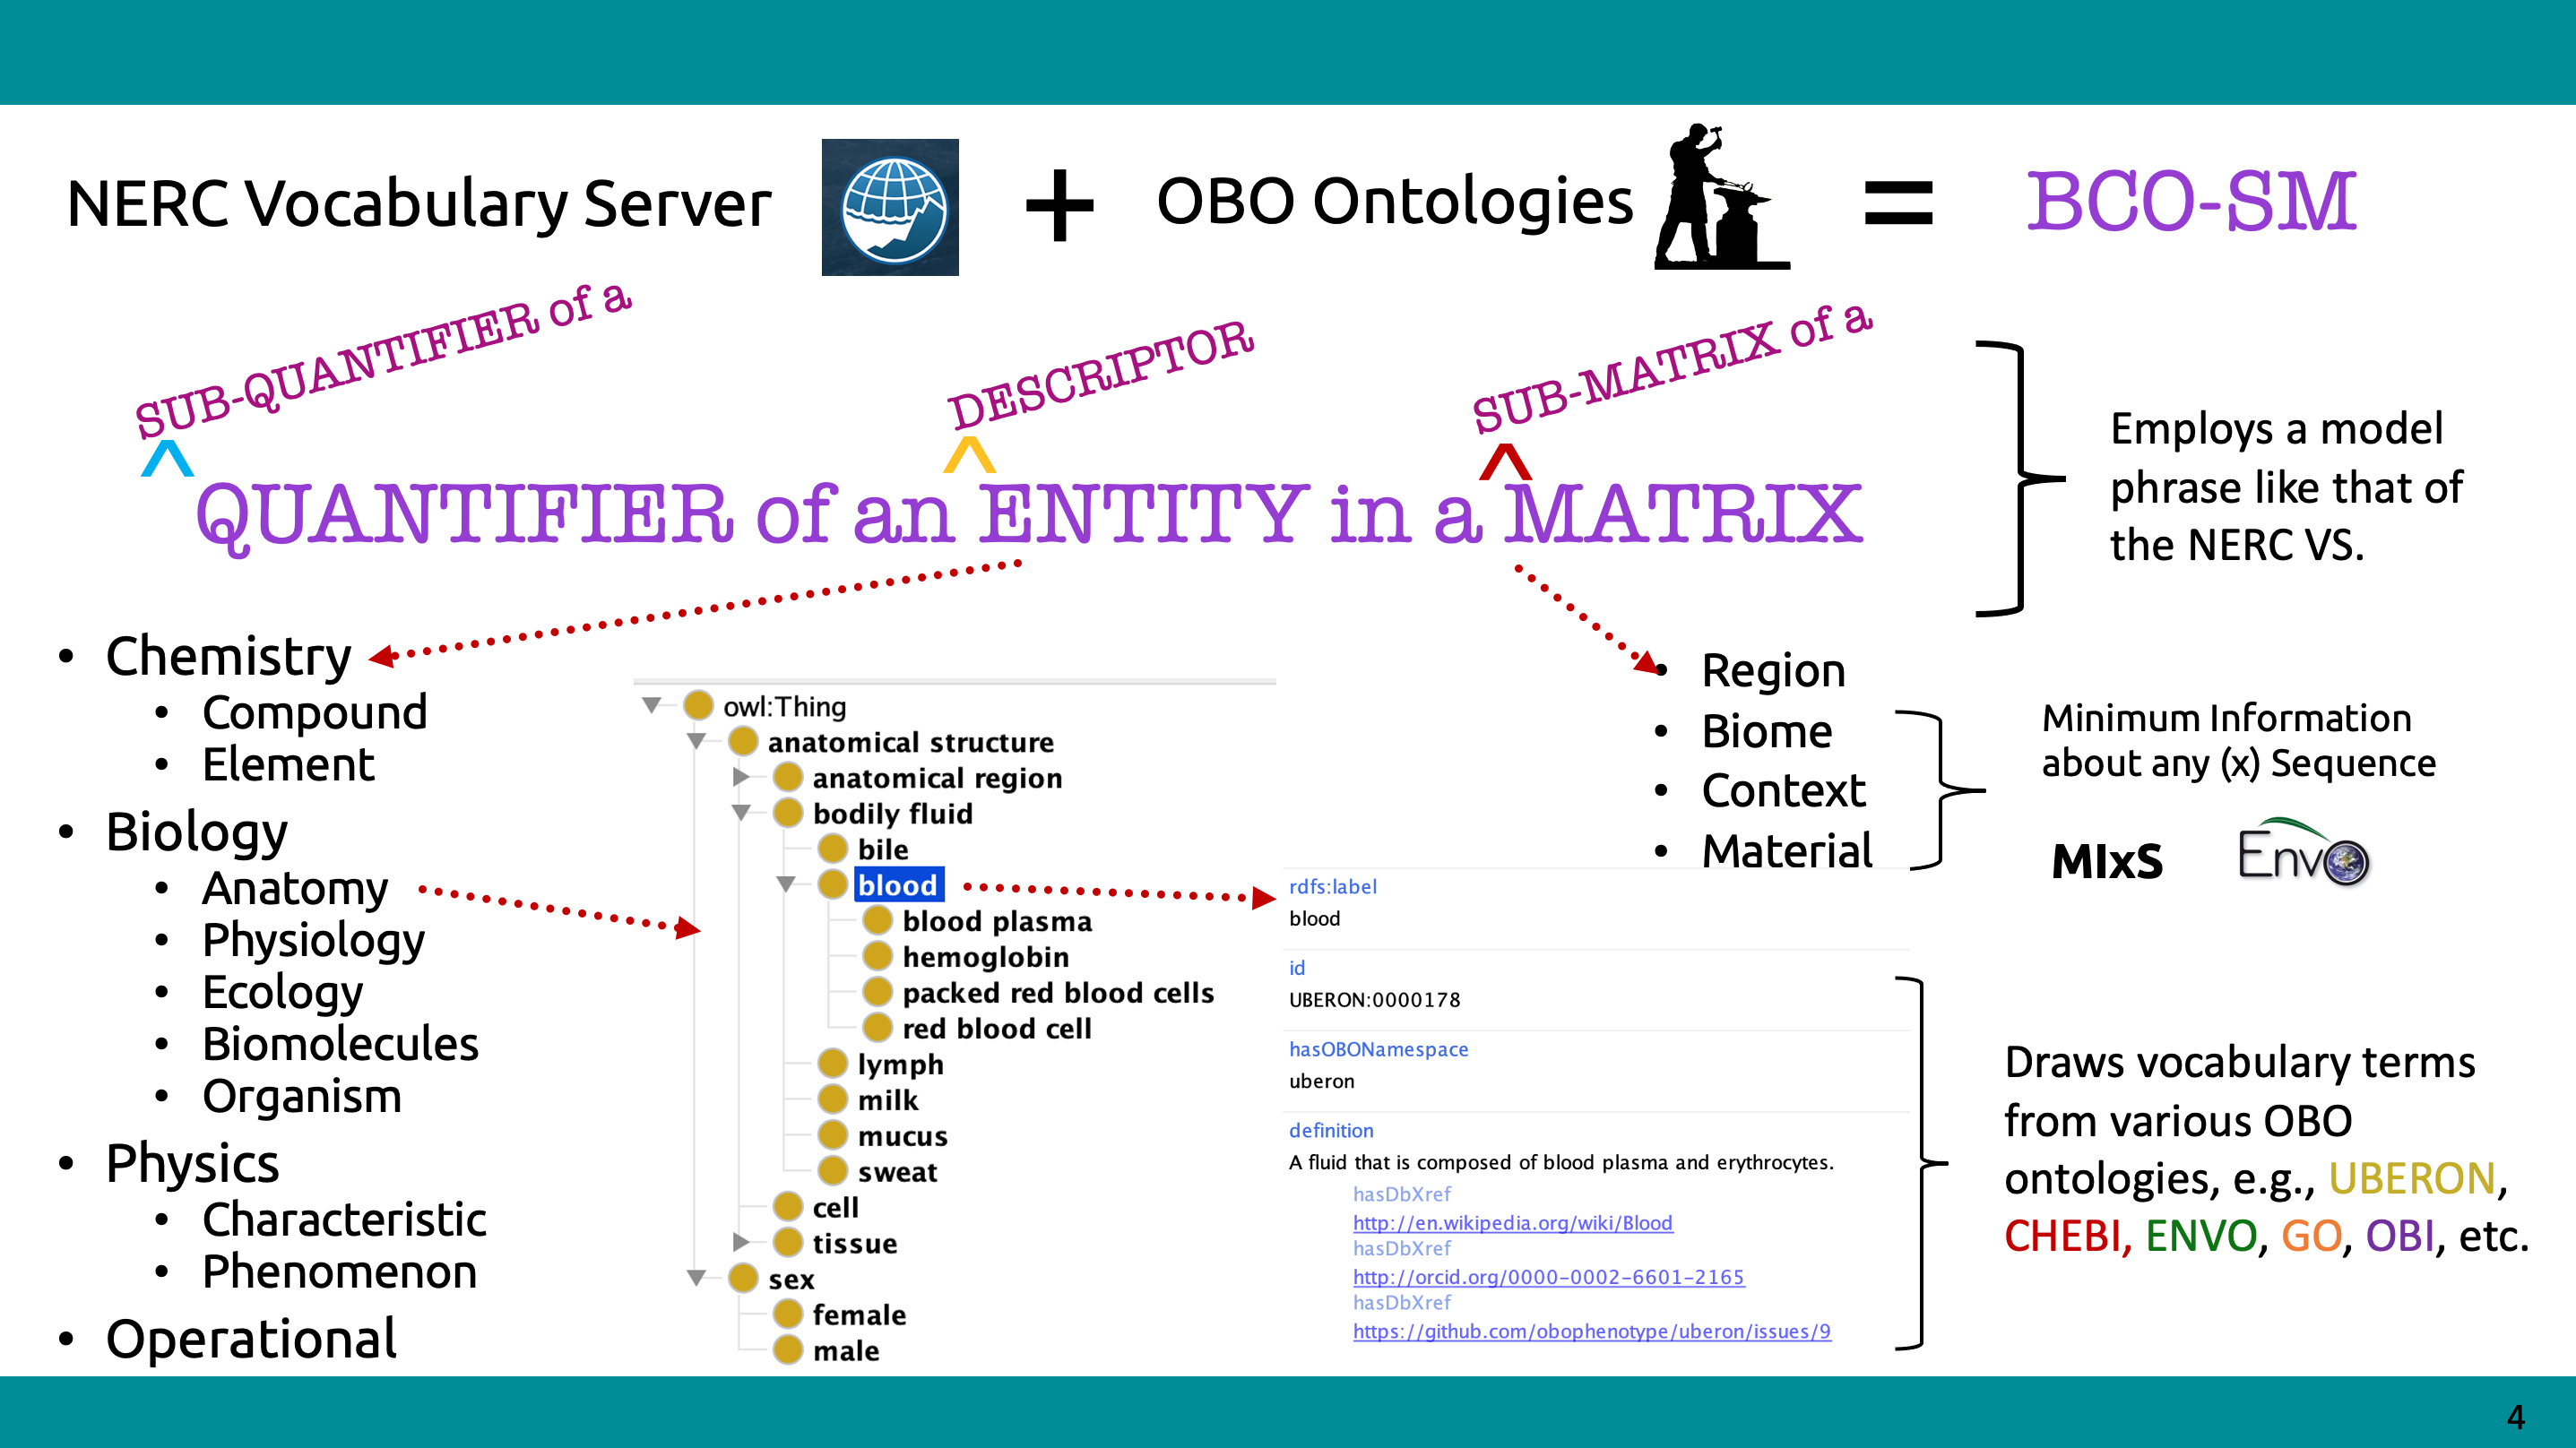 NERC Vocabulary Server
+
OBO Ontologies
=
BCO-SM
SUB-QUANTIFIER of a
DESCRIPTOR
SUB-MATRIX of a
^
^
^
QUANTIFIER of an ENTITY in a MATRIX
Employs a model
phrase like that of
the NERC VS.
• Chemistry
• Compound
• Element
• Biology
• Anatomy
• Physiology
• Ecology
• Biomolecules
• Organism
• Physics
• Characteristic
• Phenomenon
• Operational
owl:Thing
anatomical structure
anatomical region
bodily fluid
bile
blood
blood plasma
hemoglobin
packed red blood cells
red blood cell
lymph
milk
mucus
sweat
cell
tissue
sex
female
male
• Region
• Biome
• Context
• Material
Minimum Information
about any (x) Sequence
MIxS
EnvO
rdfs:label
blood
id
UBERON:0000178
hasOBONamespace
uberon
definition
A fluid that is composed of blood plasma and erythrocytes.
hasDbXref
http://en.wikipedia.org/wiki/Blood
hasDbXref
http://orcid.org/0000-0002-6601-2165
hasDbXref
https://github.com/obophenotype/uberon/issues/9
Draws vocabulary terms
from various OBO
ontologies, e.g., UBERON,
CHEBI, ENVO, GO, OBI, etc.
4